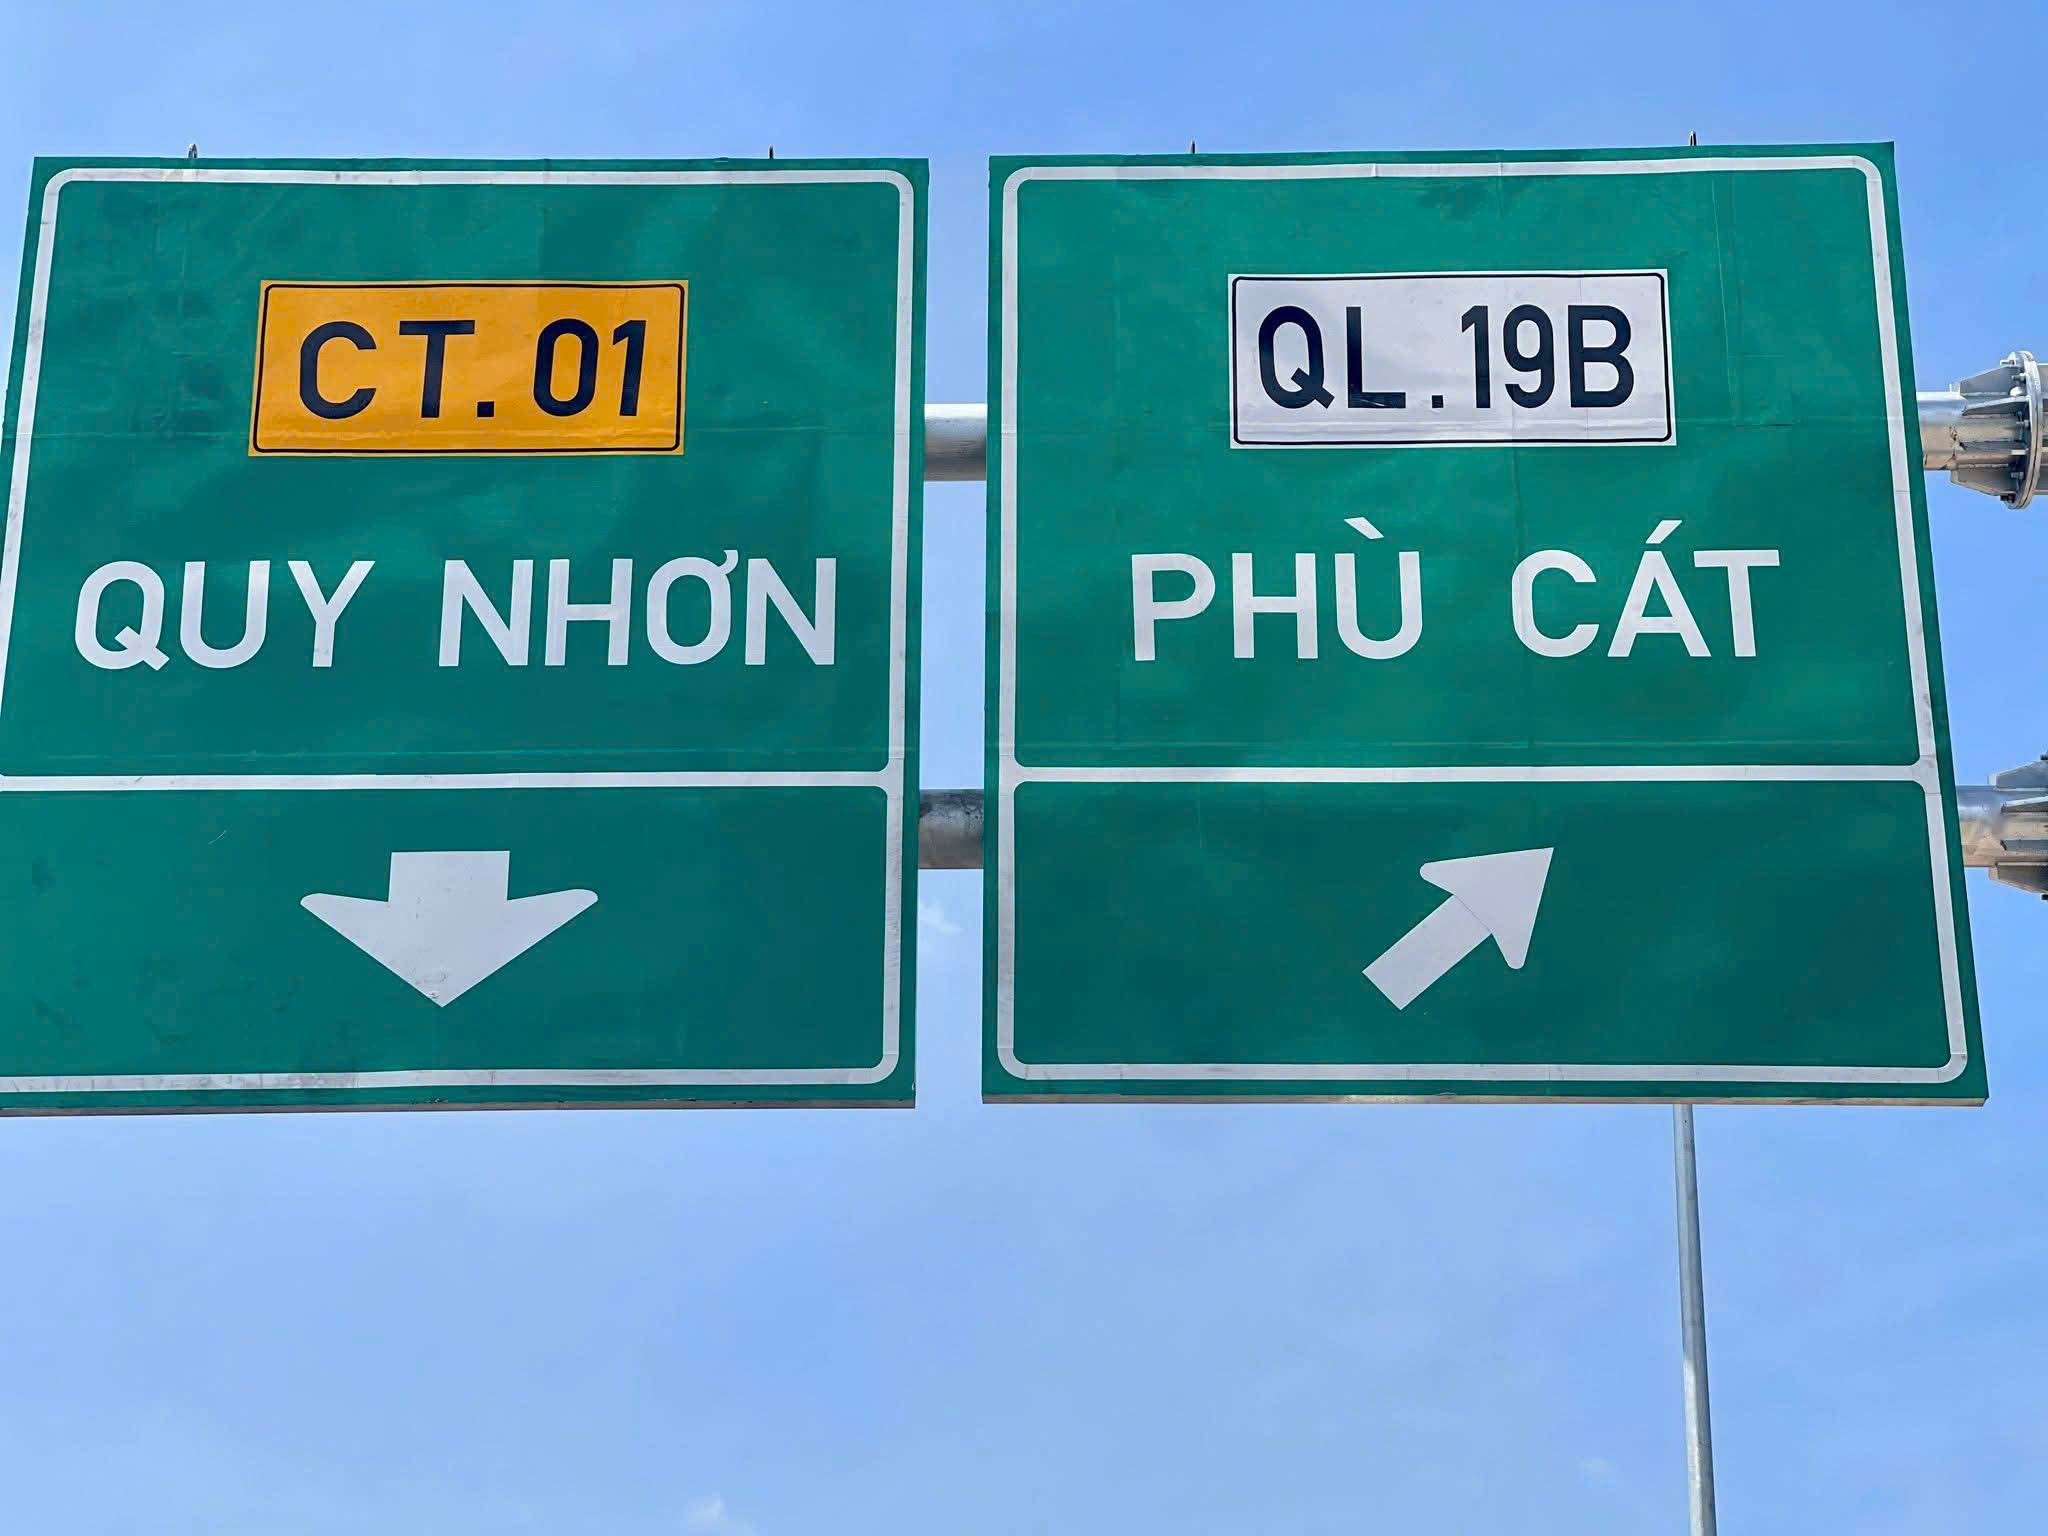 CT.01
QUY NHƠN
QL.19B
PHÙ CÁT